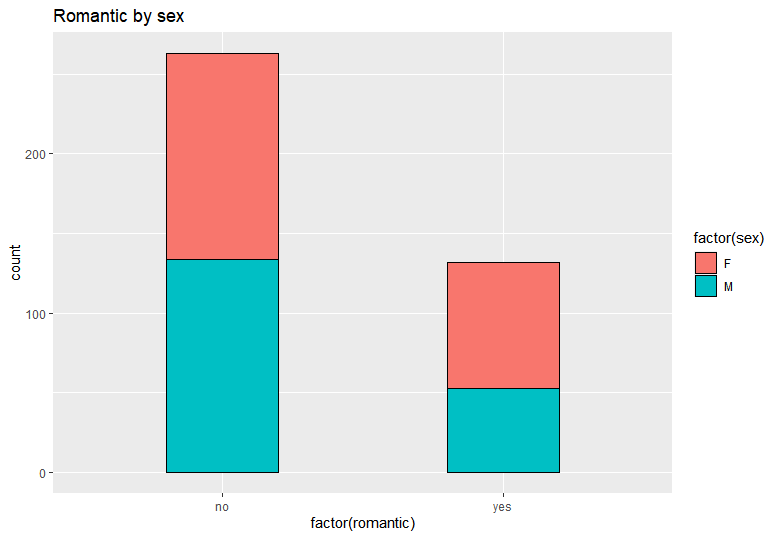 Romantic by sex
count
200
100
0
no
yes
factor(romantic)
factor(sex)
F
M